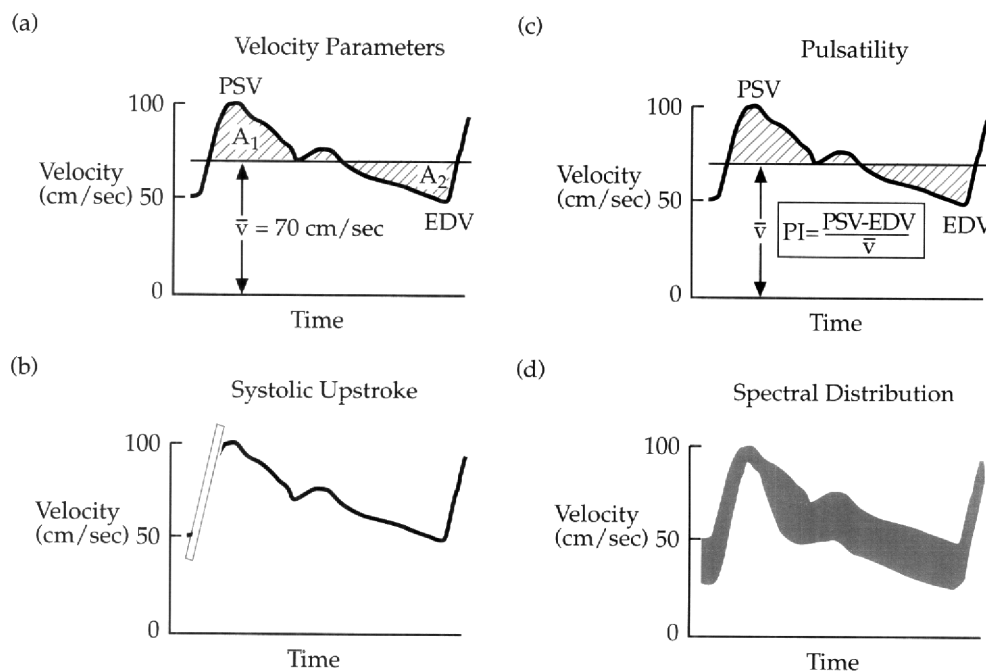 (a)
Velocity Parameters
PSV
100
A1
Velocity
(cm/sec)
50
A2
v̄ = 70 cm/sec
EDV
0
Time
(c)
Pulsatility
PSV
100
Velocity
(cm/sec)
50
v̄
PI= PSV-EDV
v̄
EDV
0
Time
(b)
Systolic Upstroke
100
Velocity
(cm/sec)
50
0
Time
(d)
Spectral Distribution
100
Velocity
(cm/sec)
50
0
Time